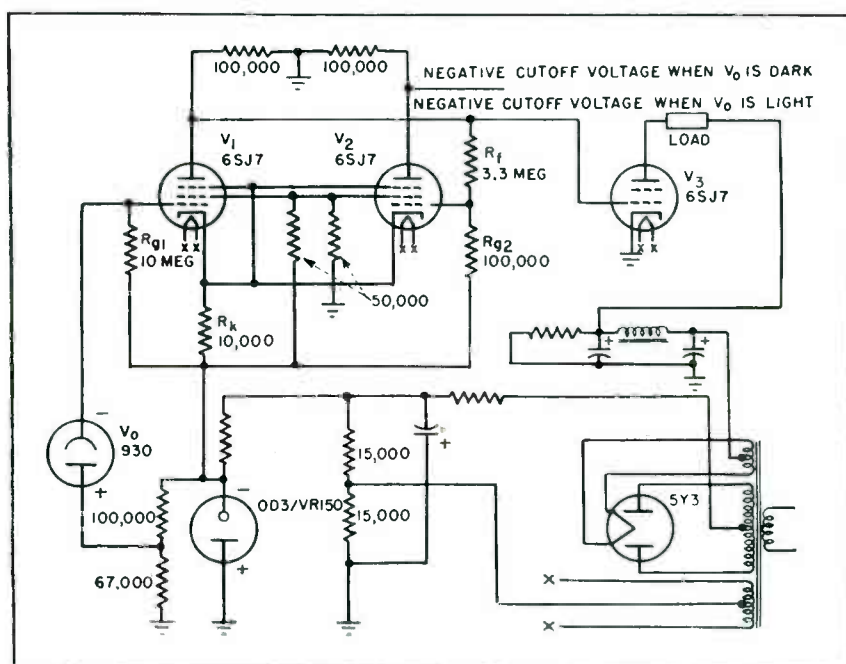 100,000
100,000
NEGATIVE CUTOFF VOLTAGE WHEN V₀ IS DARK
NEGATIVE CUTOFF VOLTAGE WHEN V₀ IS LIGHT
LOAD
V₁
6SJ7
V₂
6SJ7
Rf
3.3 MEG
V₃
6SJ7
Rg1
10 MEG
x x
x x
x x
Rg2
100,000
50,000
Rk
10,000
+
+
V₀
930
-
+
100,000
67,000
-
OD3/VR150
+
15,000
15,000
+
5Y3
X
X